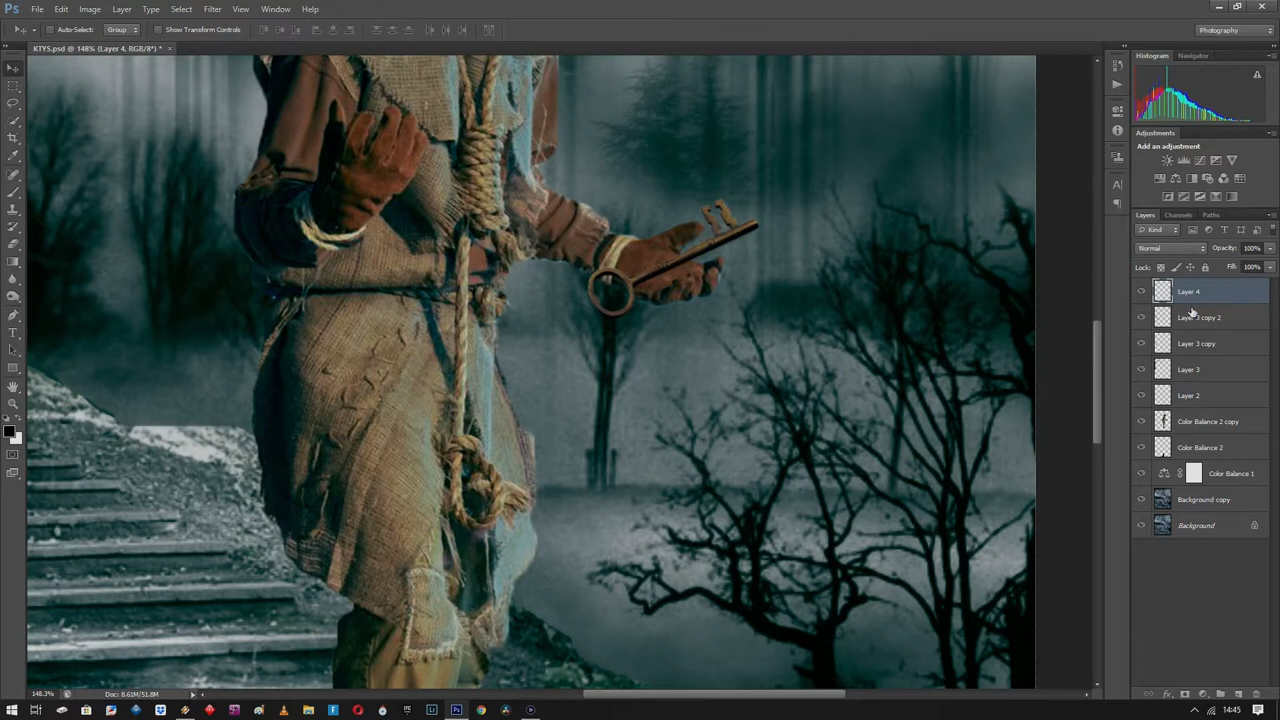 Ps File Edit Image Layer Type Select Filter View Window Help
Auto-Select: Group Show Transform Controls Photography
KTYS.psd @ 148% (Layer 4, RGB/8*) * ×
Histogram Navigator
Adjustments
Add an adjustment
Layers Channels Paths
Kind
Normal Opacity: 100%
Lock: Fill: 100%
Layer 4
Layer 3 copy 2
Layer 3 copy
Layer 3
Layer 2
Color Balance 2 copy
Color Balance 2
Color Balance 1
Background copy
Background
148.3% Doc: 8.61M/51.8M
14:45